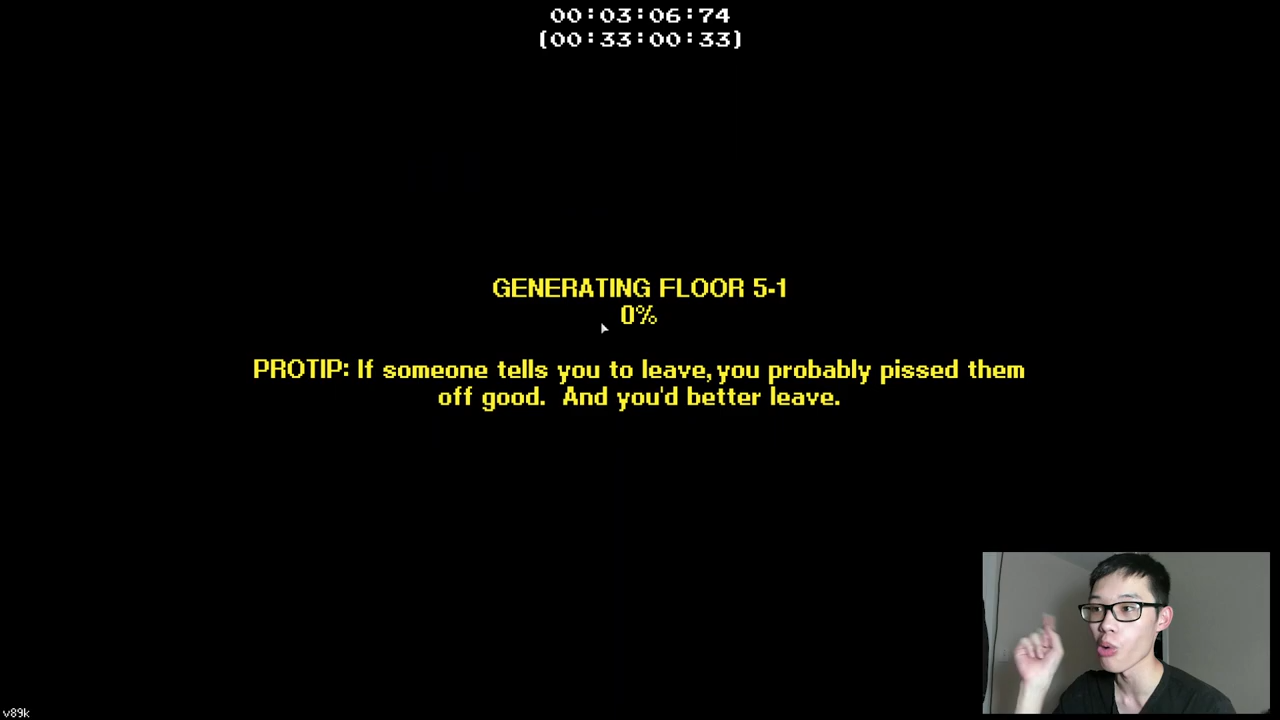 00:03:06:74
(00:33:00:33)
GENERATING FLOOR 5-1
0%
PROTIP: If someone tells you to leave, you probably pissed them
off good.  And you'd better leave.
v89k